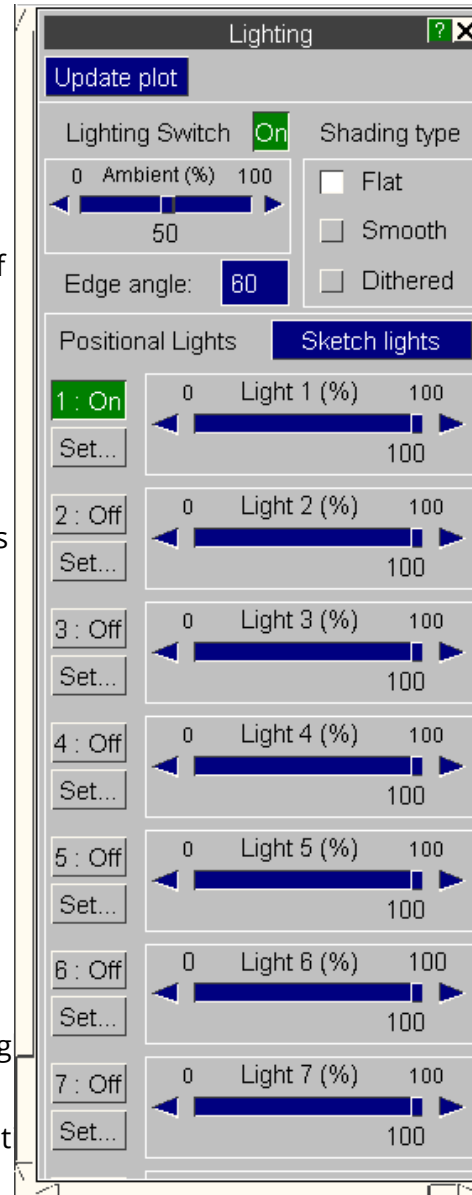 Lighting ? X
Update plot
Lighting Switch On Shading type
0 Ambient (%) 100
50
Flat
Smooth
Dithered
f
Edge angle: 60
Positional Lights Sketch lights
1 : On
0 Light 1 (%) 100
Set...
100
2 : Off
0 Light 2 (%) 100
s
Set...
100
3 : Off
0 Light 3 (%) 100
Set...
100
4 : Off
0 Light 4 (%) 100
Set...
100
5 : Off
0 Light 5 (%) 100
Set...
100
6 : Off
0 Light 6 (%) 100
Set...
100
g
7 : Off
0 Light 7 (%) 100
t
Set...
100